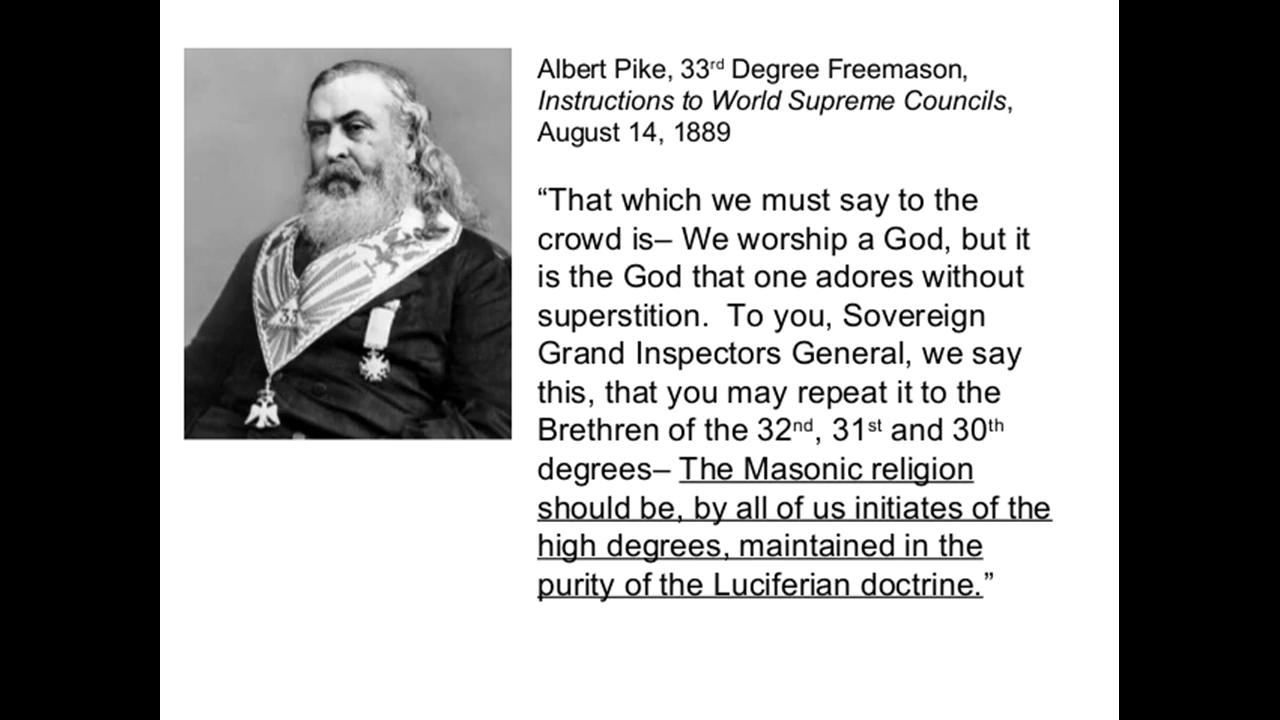 Albert Pike, 33rd Degree Freemason,
Instructions to World Supreme Councils,
August 14, 1889
“That which we must say to the
crowd is– We worship a God, but it
is the God that one adores without
superstition.  To you, Sovereign
Grand Inspectors General, we say
this, that you may repeat it to the
Brethren of the 32nd, 31st and 30th
degrees– The Masonic religion
should be, by all of us initiates of the
high degrees, maintained in the
purity of the Luciferian doctrine.”
33